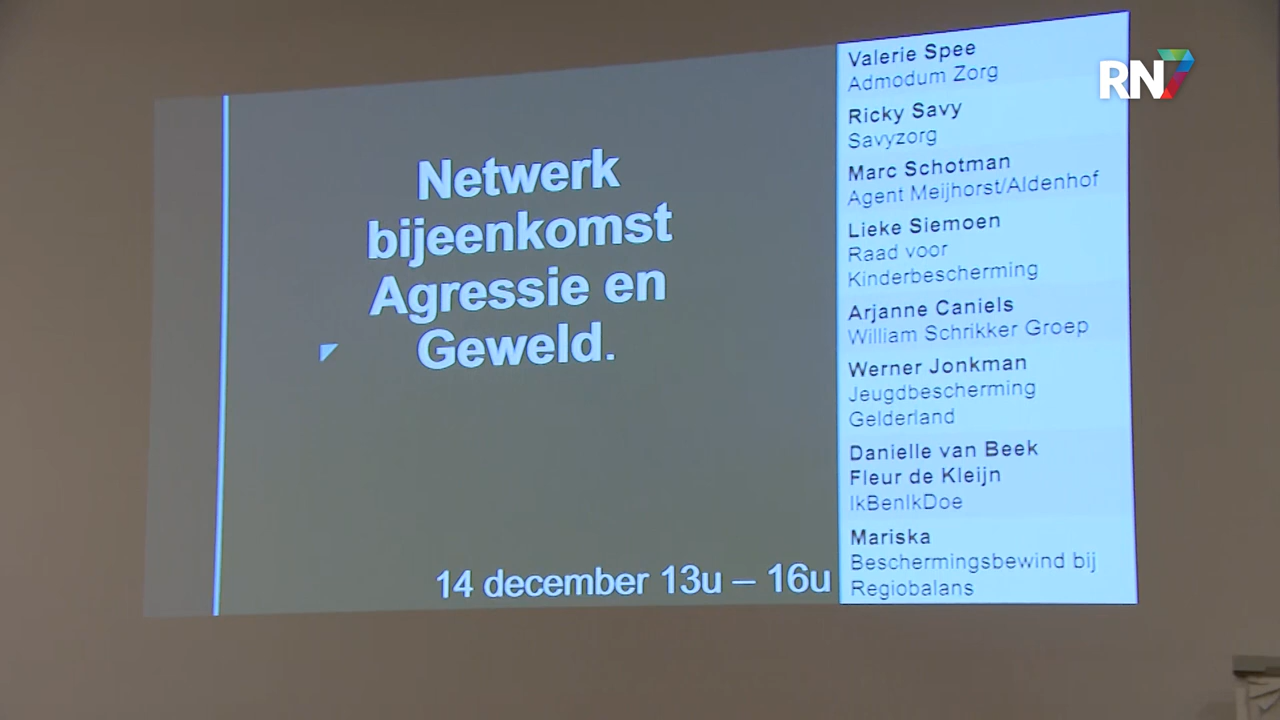 Netwerk
bijeenkomst
Agressie en
Geweld.
14 december 13u – 16u
Valerie Spee
Admodum Zorg
Ricky Savy
Savyzorg
Marc Schotman
Agent Meijhorst/Aldenhof
Lieke Siemoen
Raad voor
Kinderbescherming
Arjanne Caniels
William Schrikker Groep
Werner Jonkman
Jeugdbescherming
Gelderland
Danielle van Beek
Fleur de Kleijn
IkBenIkDoe
Mariska
Beschermingsbewind bij
Regiobalans
RN7